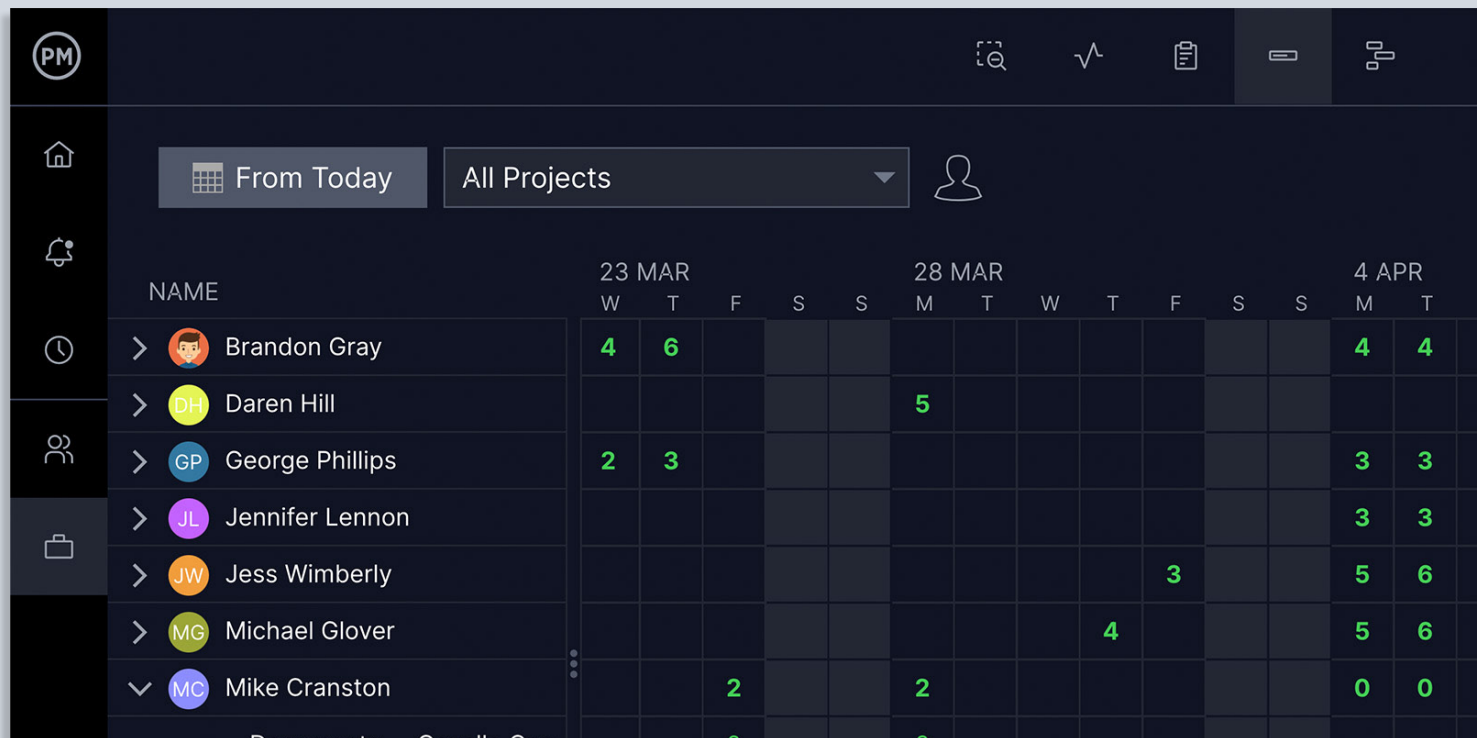 PM
From Today
All Projects
NAME
23 MAR 28 MAR 4 APR
W T F S S M T W T F S S M T
Brandon Gray 4 6 4 4
DH Daren Hill 5
GP George Phillips 2 3 3 3
JL Jennifer Lennon 3 3
JW Jess Wimberly 3 5 6
MG Michael Glover 4 5 6
MC Mike Cranston 2 2 0 0